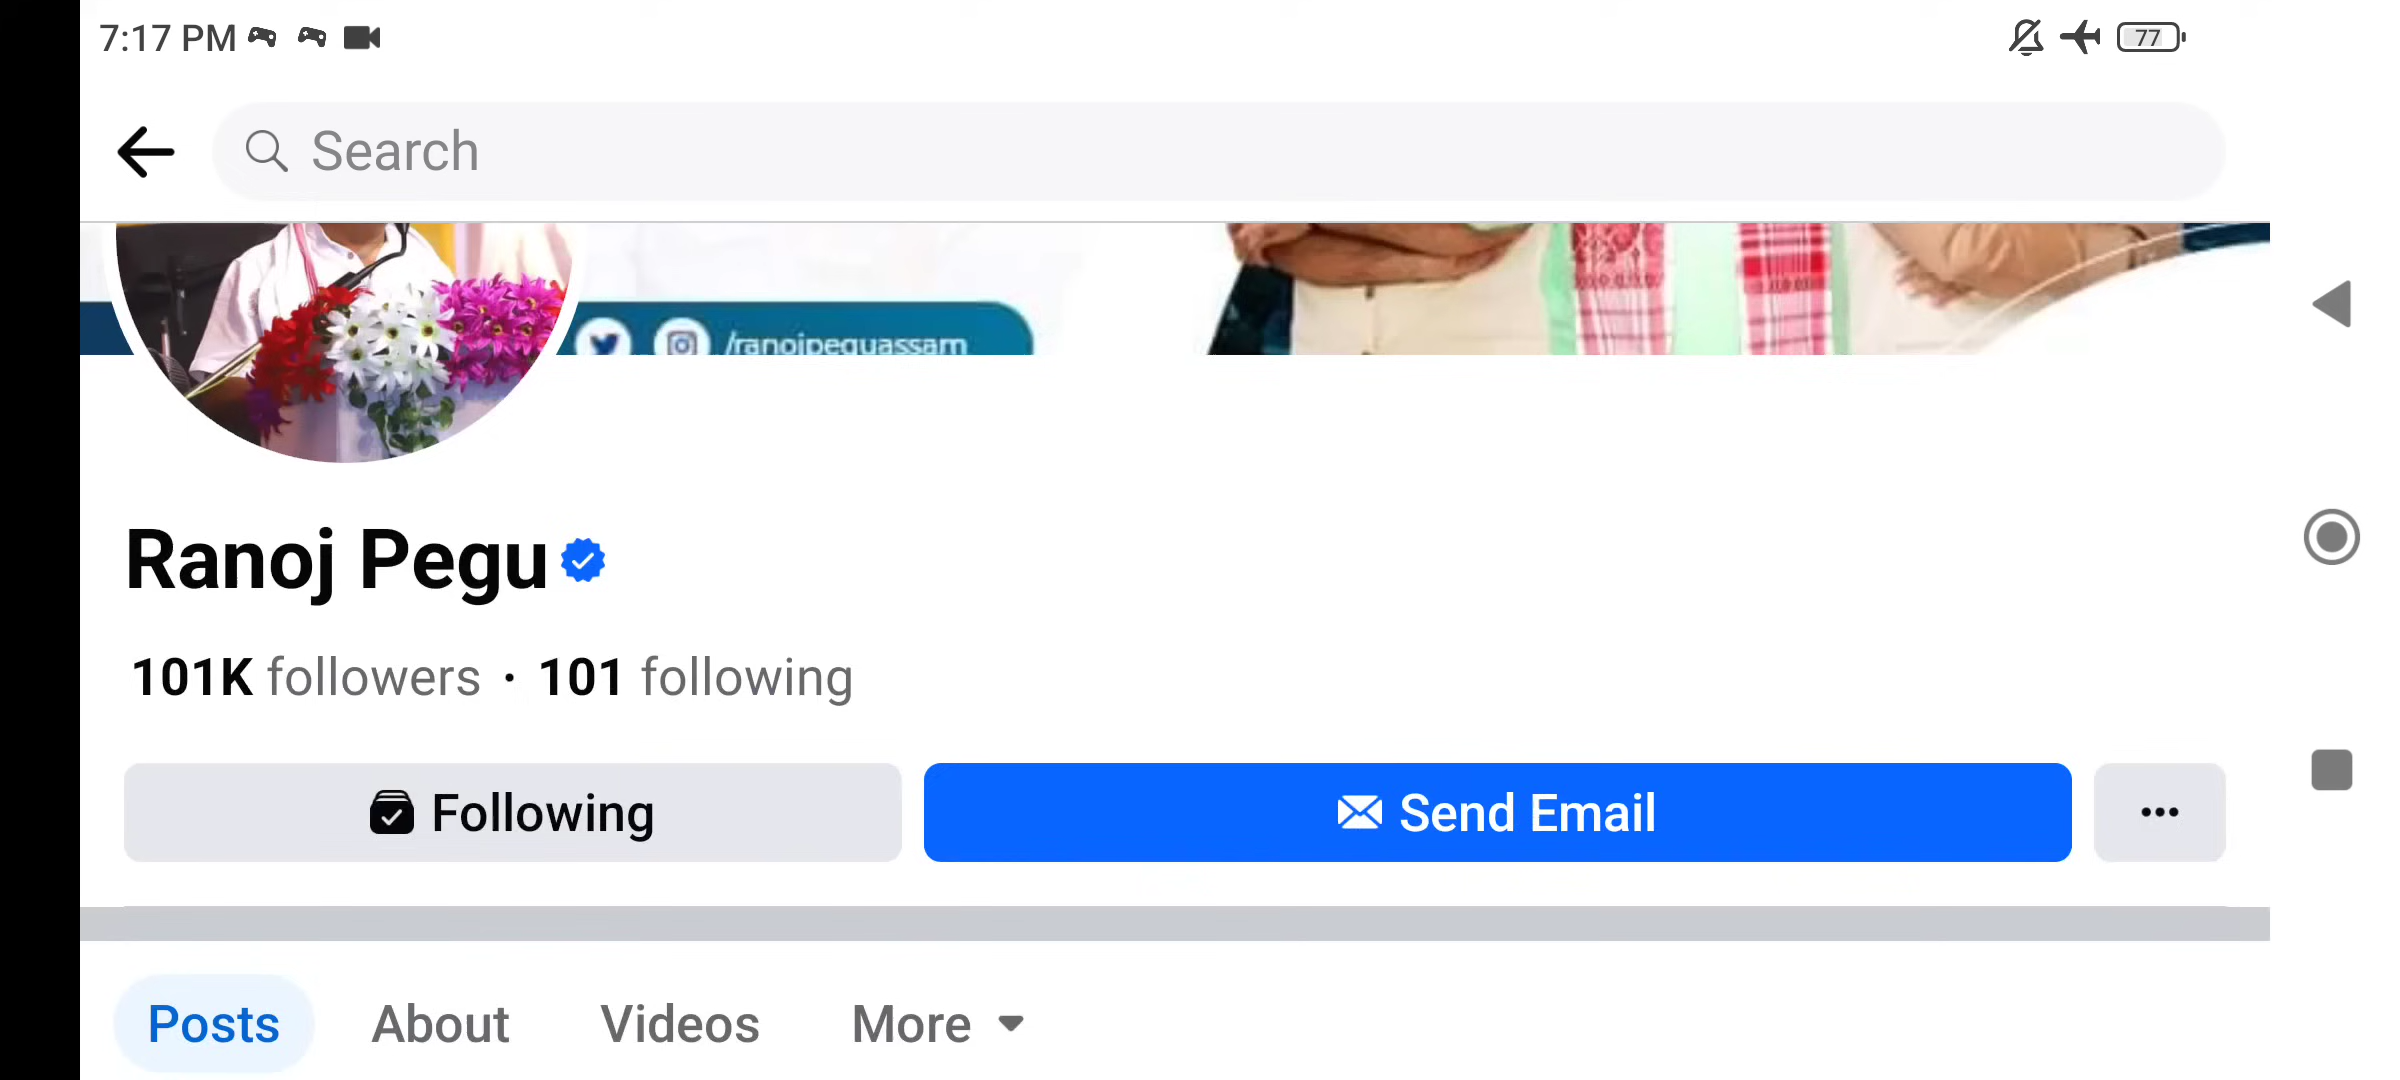 7:17 PM
77
Search
/ranojpeguassam
Ranoj Pegu
101K followers · 101 following
Following
Send Email
Posts About Videos More